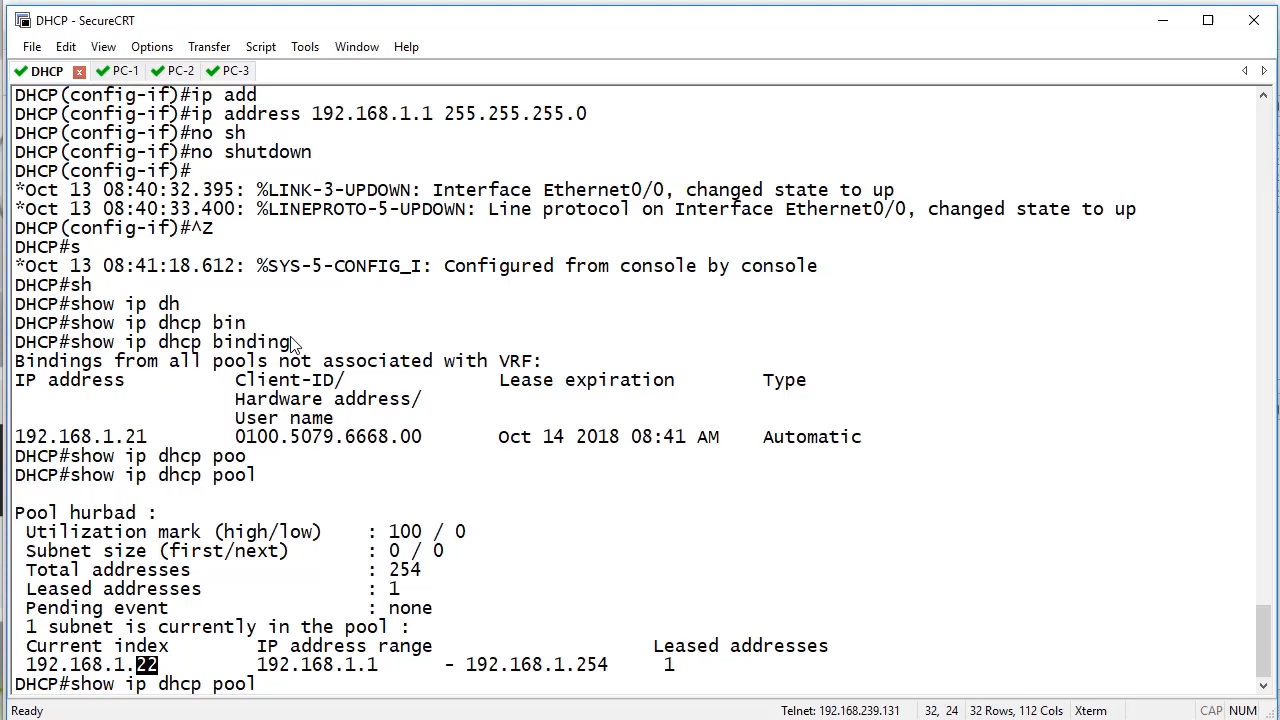 DHCP - SecureCRT
File Edit View Options Transfer Script Tools Window Help
DHCP x PC-1 PC-2 PC-3
DHCP(config-if)#ip add
DHCP(config-if)#ip address 192.168.1.1 255.255.255.0
DHCP(config-if)#no sh
DHCP(config-if)#no shutdown
DHCP(config-if)#
*Oct 13 08:40:32.395: %LINK-3-UPDOWN: Interface Ethernet0/0, changed state to up
*Oct 13 08:40:33.400: %LINEPROTO-5-UPDOWN: Line protocol on Interface Ethernet0/0, changed state to up
DHCP(config-if)#^Z
DHCP#s
*Oct 13 08:41:18.612: %SYS-5-CONFIG_I: Configured from console by console
DHCP#sh
DHCP#show ip dh
DHCP#show ip dhcp bin
DHCP#show ip dhcp binding
Bindings from all pools not associated with VRF:
IP address Client-ID/ Lease expiration Type
Hardware address/
User name
192.168.1.21 0100.5079.6668.00 Oct 14 2018 08:41 AM Automatic
DHCP#show ip dhcp poo
DHCP#show ip dhcp pool
Pool hurbad :
Utilization mark (high/low) : 100 / 0
Subnet size (first/next) : 0 / 0
Total addresses : 254
Leased addresses : 1
Pending event : none
1 subnet is currently in the pool :
Current index IP address range Leased addresses
192.168.1.22 192.168.1.1 - 192.168.1.254 1
DHCP#show ip dhcp pool
Ready Telnet: 192.168.239.131 32, 24 32 Rows, 112 Cols Xterm CAP NUM